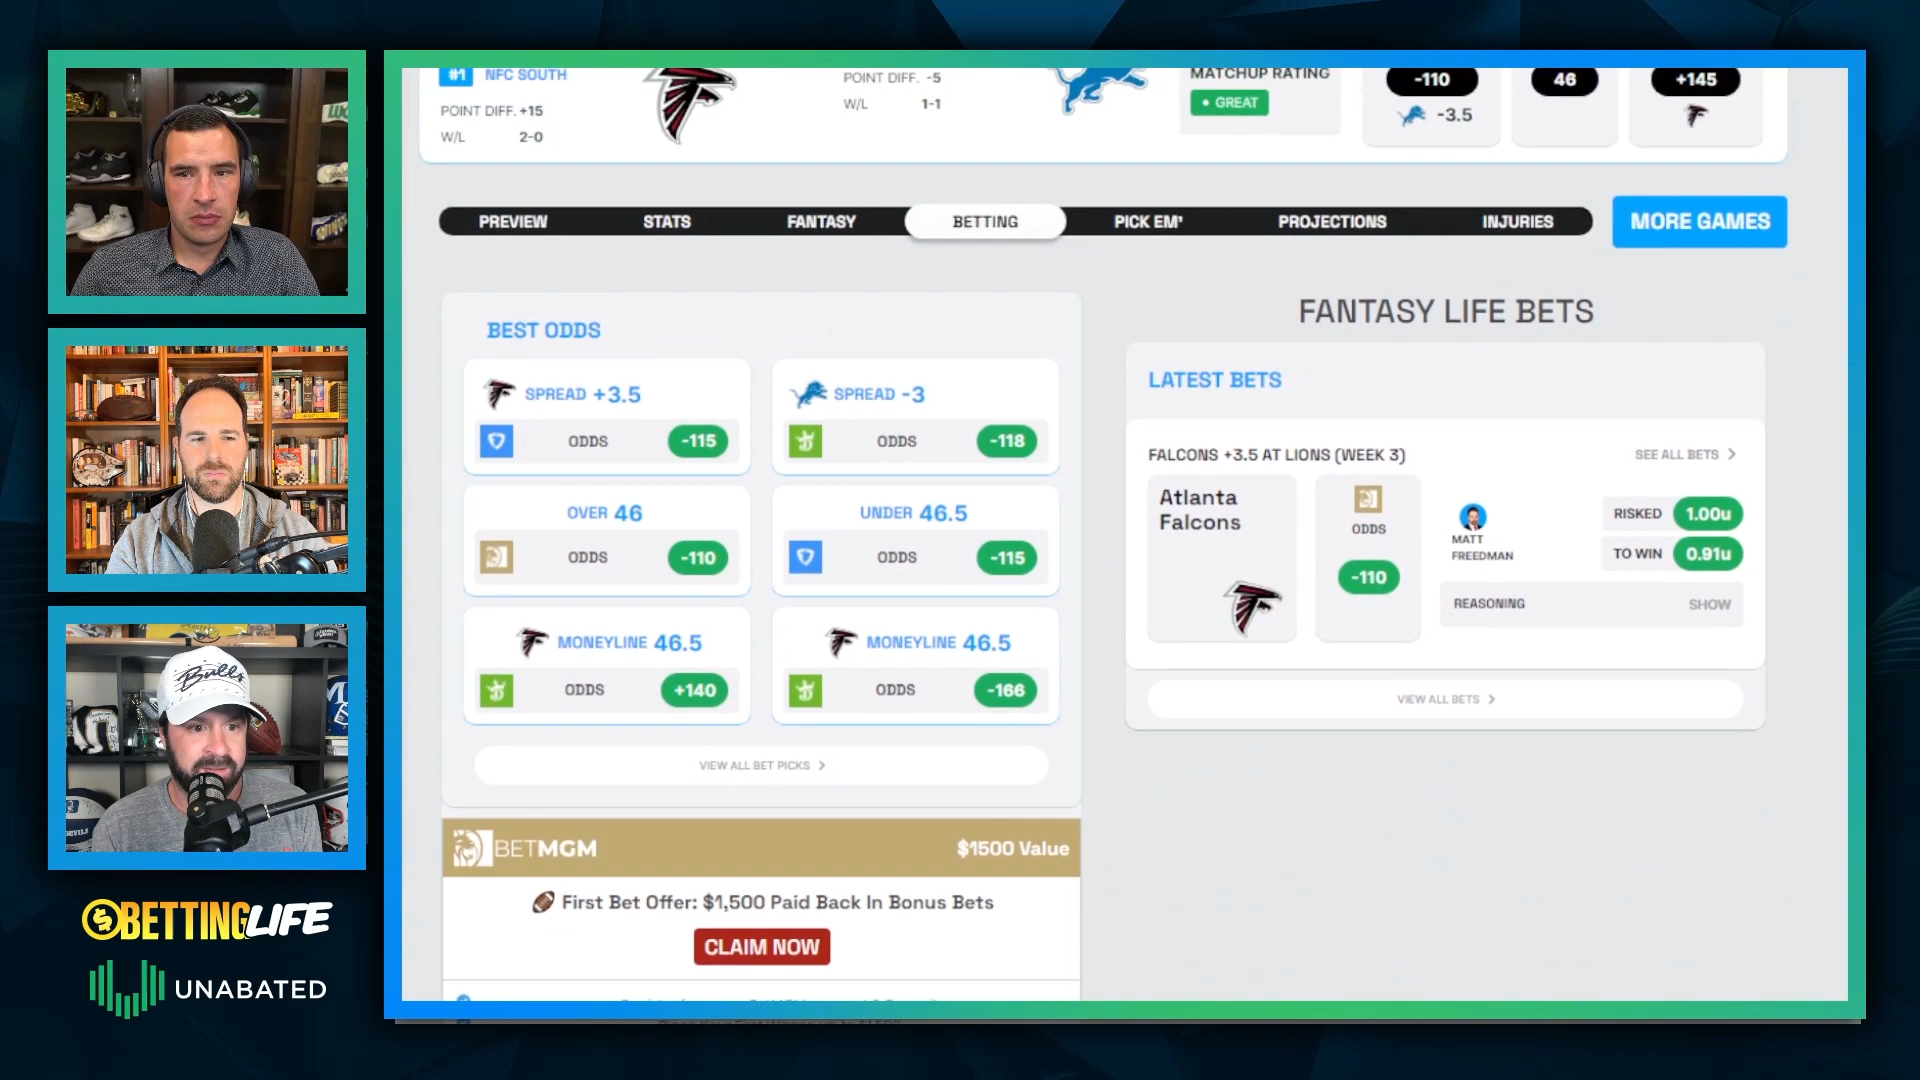 #1 NFC SOUTH
POINT DIFF. +15
W/L 2-0
POINT DIFF. -5
W/L 1-1
MATCHUP RATING
• GREAT
-110
-3.5
46
+145
PREVIEW STATS FANTASY BETTING PICK EM' PROJECTIONS INJURIES
MORE GAMES
BEST ODDS
SPREAD +3.5
ODDS -115
SPREAD -3
ODDS -118
OVER 46
ODDS -110
UNDER 46.5
ODDS -115
MONEYLINE 46.5
ODDS +140
MONEYLINE 46.5
ODDS -166
VIEW ALL BET PICKS >
BETMGM
$1500 Value
First Bet Offer: $1,500 Paid Back In Bonus Bets
CLAIM NOW
FANTASY LIFE BETS
LATEST BETS
FALCONS +3.5 AT LIONS (WEEK 3)
SEE ALL BETS >
Atlanta
Falcons
ODDS
-110
MATT
FREEDMAN
RISKED 1.00u
TO WIN 0.91u
REASONING SHOW
VIEW ALL BETS >
Bulls
DEVILS
$BETTINGLIFE
UNABATED